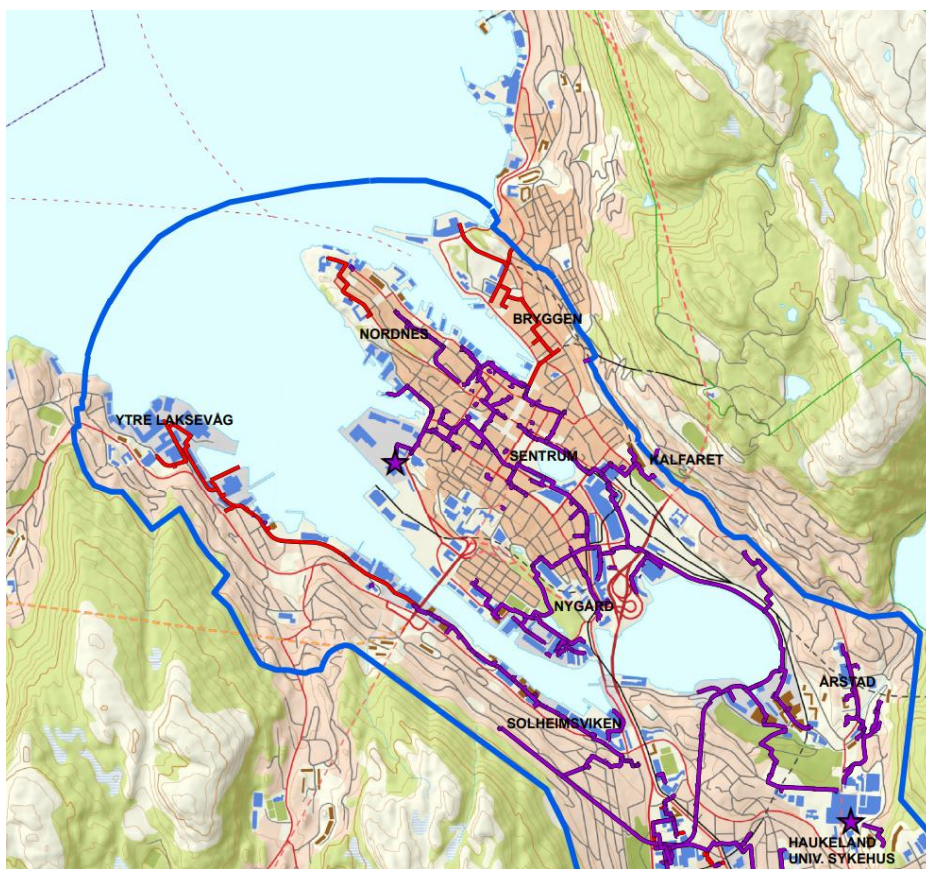 BRYGGEN
NORDNES
YTRE LAKSEVÅG
SENTRUM
KALFARET
NYGÅRD
ÅRSTAD
SOLHEIMSVIKEN
HAUKELAND
UNIV. SYKEHUS